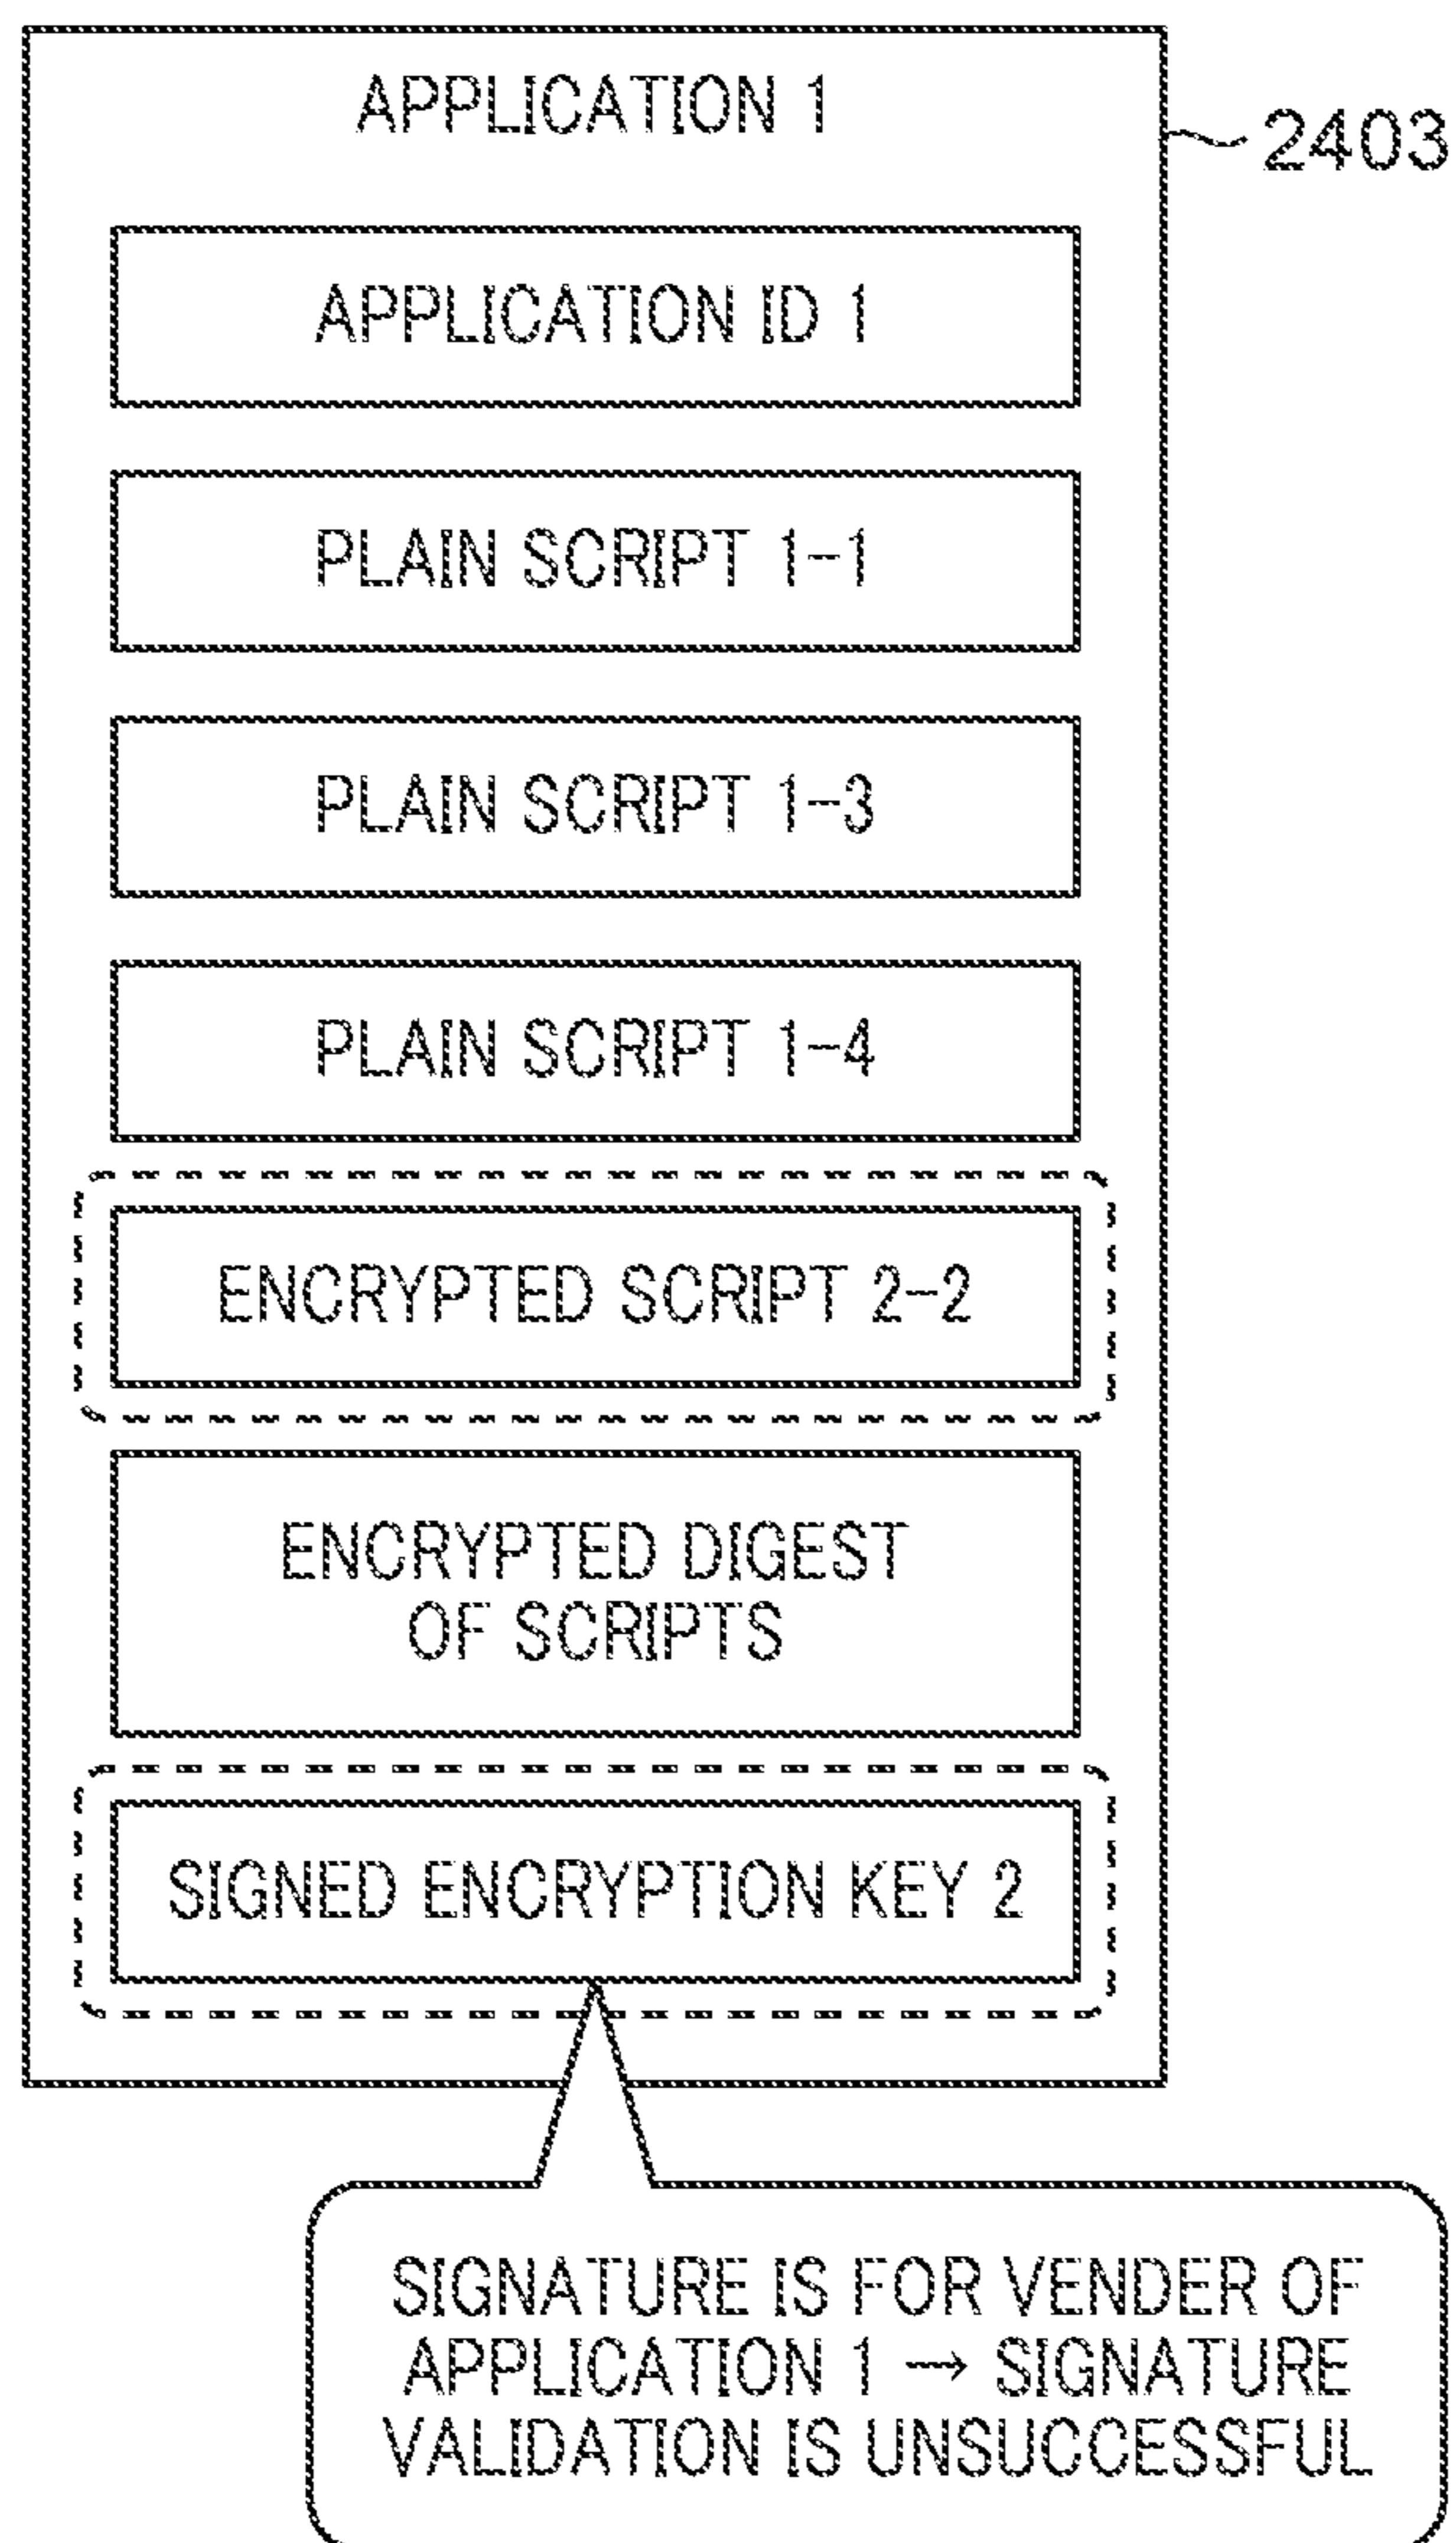 APPLICATION 1
2403
APPLICATION ID 1
PLAIN SCRIPT 1-1
PLAIN SCRIPT 1-3
PLAIN SCRIPT 1-4
ENCRYPTED SCRIPT 2-2
ENCRYPTED DIGEST
OF SCRIPTS
SIGNED ENCRYPTION KEY 2
SIGNATURE IS FOR VENDER OF
APPLICATION 1 → SIGNATURE
VALIDATION IS UNSUCCESSFUL